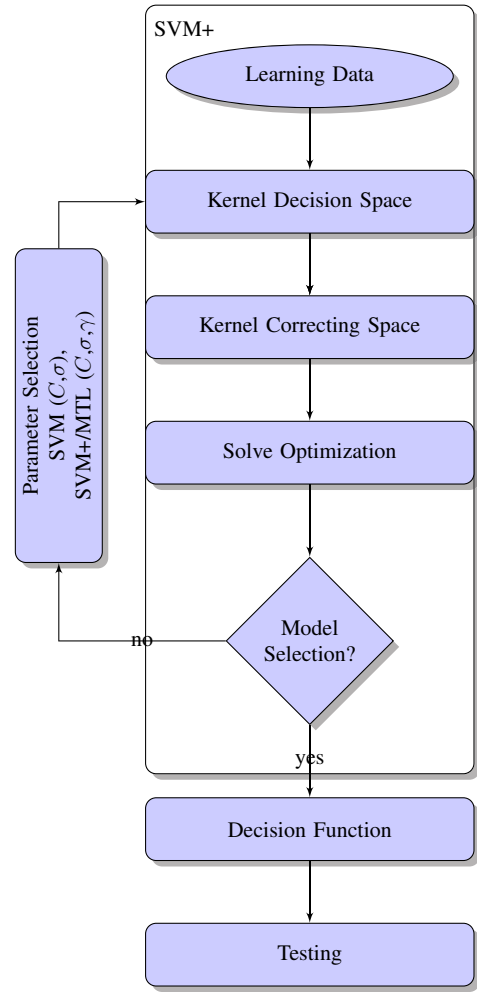 SVM+
Learning Data
Kernel Decision Space
Kernel Correcting Space
Solve Optimization
Parameter Selection
SVM (C,σ),
SVM+/MTL (C,σ,γ)
Model
Selection?
no
yes
Decision Function
Testing